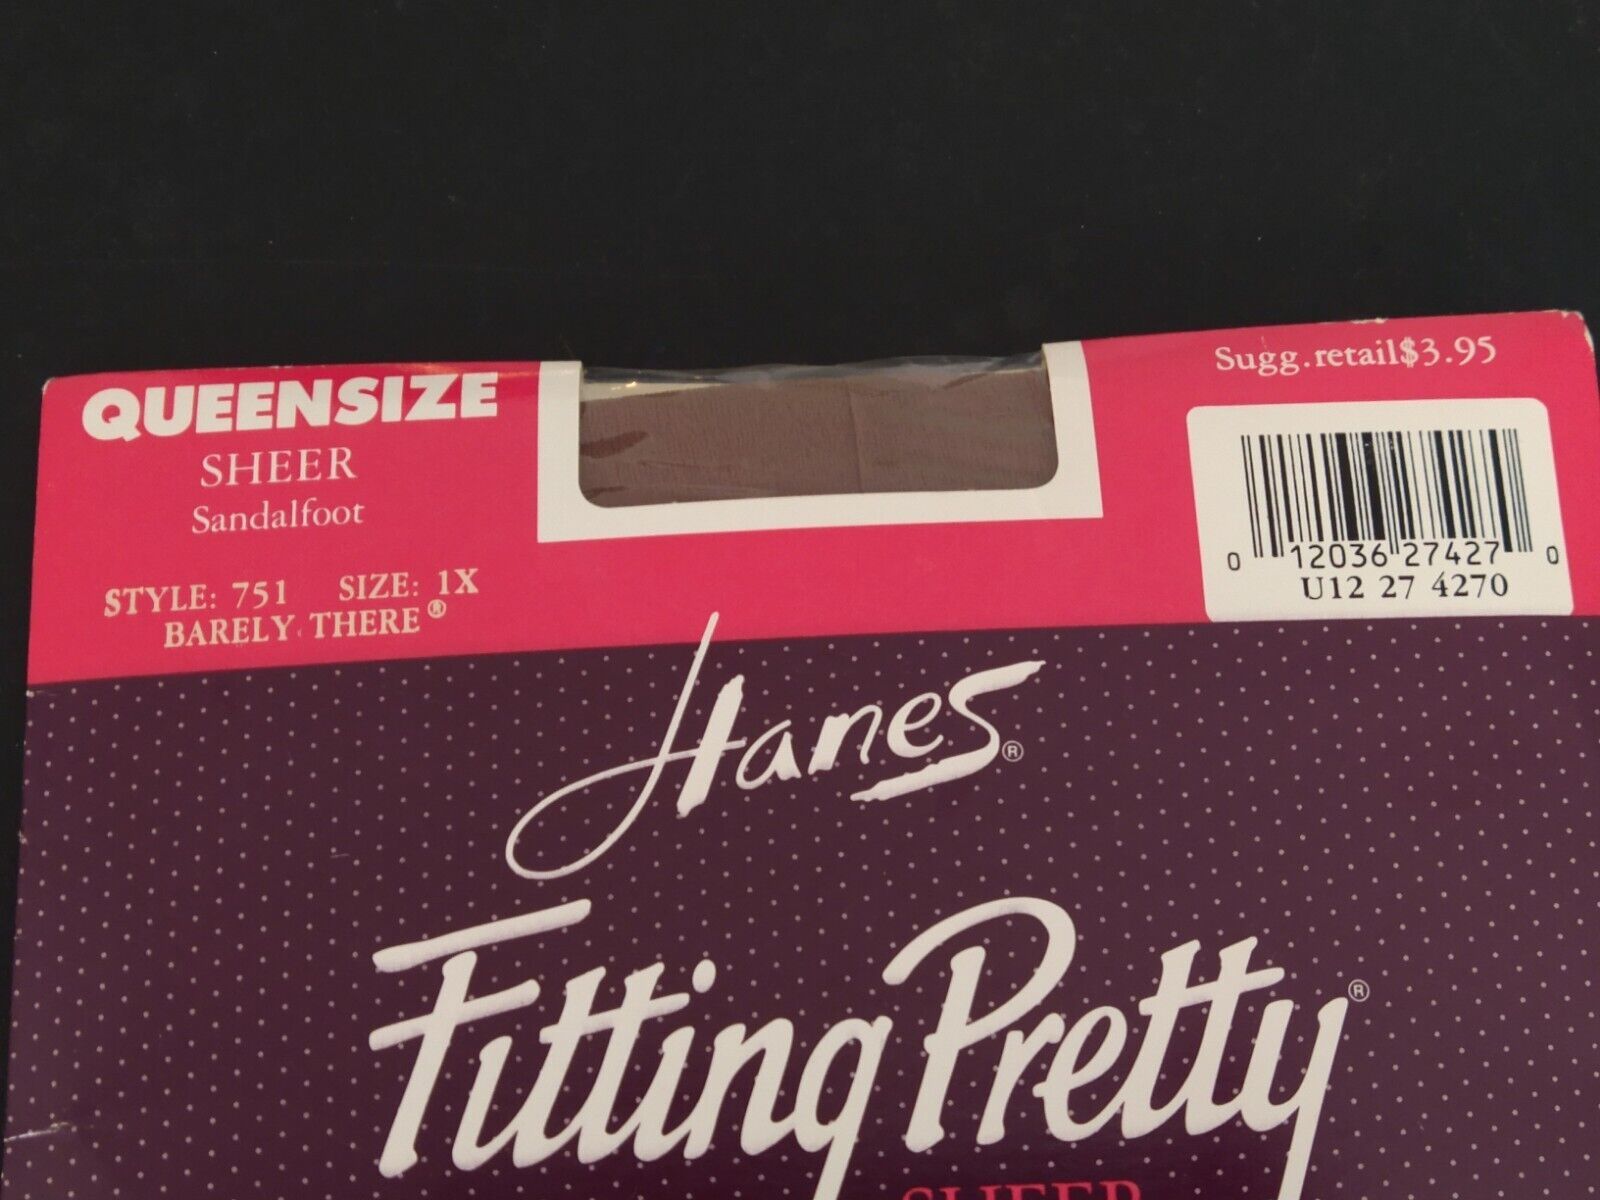 QUEENSIZE
SHEER
Sandalfoot
STYLE: 751 SIZE: 1X
BARELY THERE®
Sugg.retail$3.95
0 12036 27427 0
U12 27 4270
Hanes®
Fitting Pretty®
SHEER